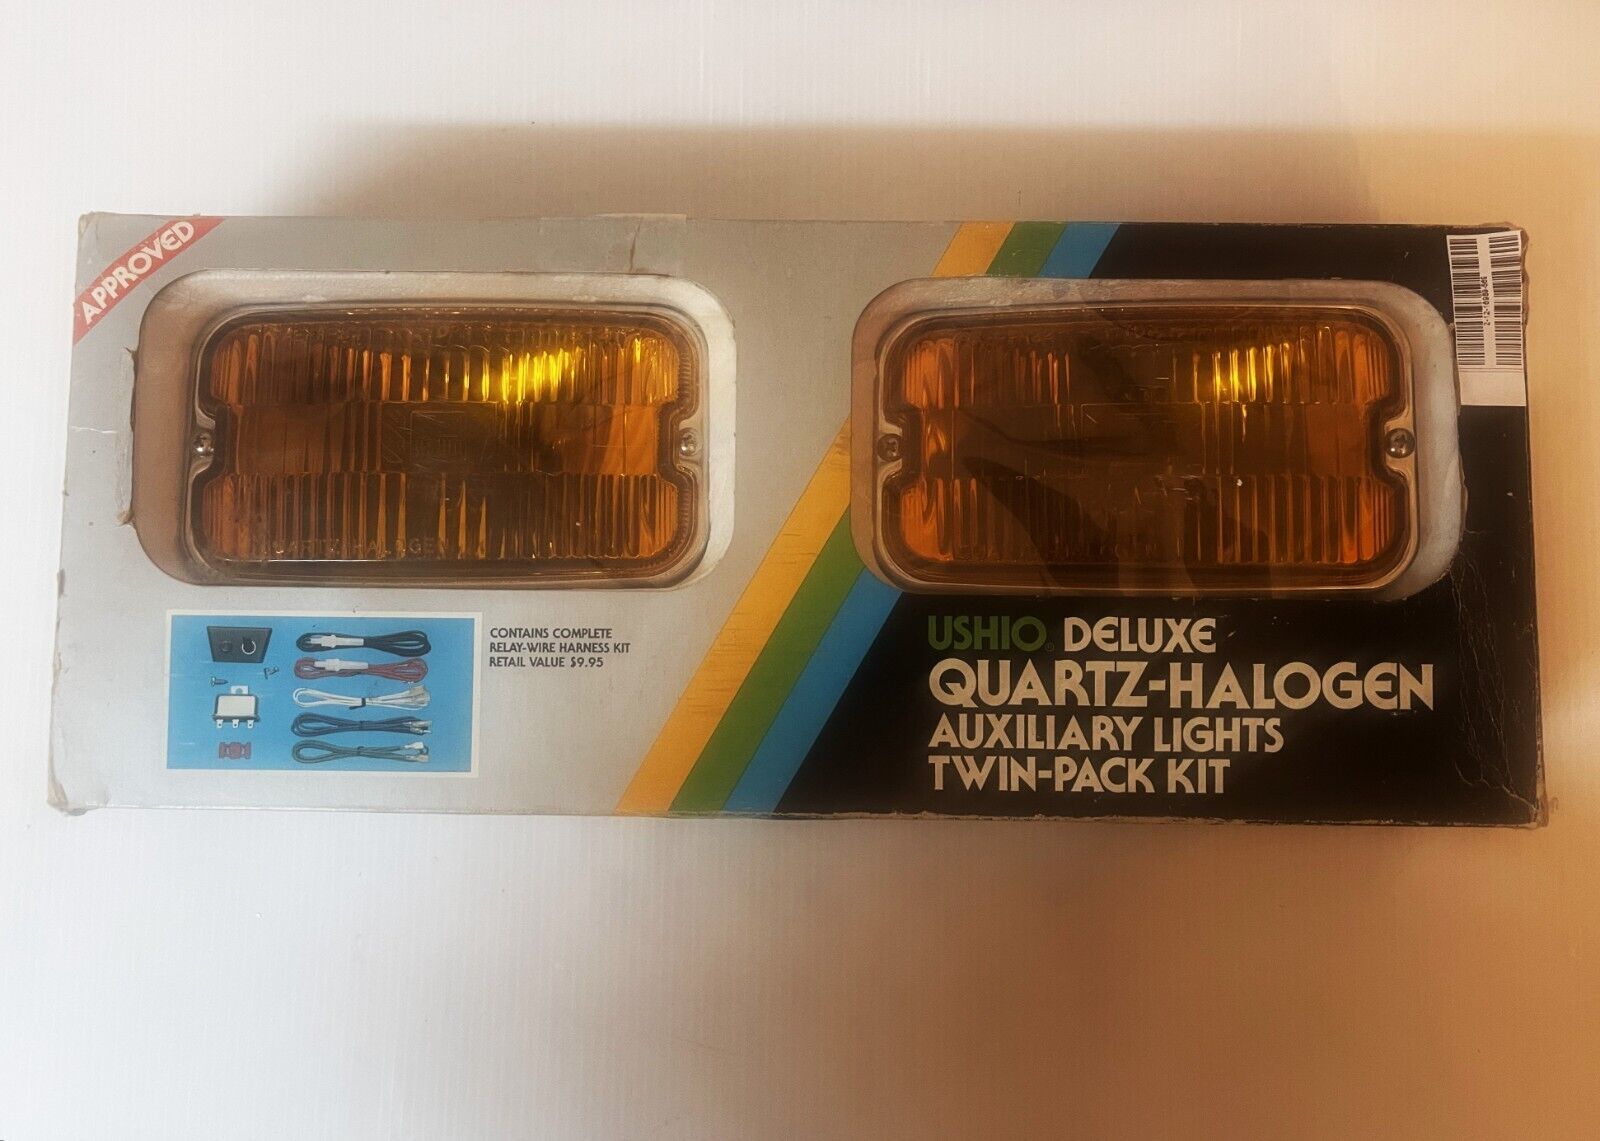 APPROVED
QUARTZ-HALOGEN
CONTAINS COMPLETE
RELAY-WIRE HARNESS KIT
RETAIL VALUE $9.95
USHIO® DELUXE
QUARTZ-HALOGEN
AUXILIARY LIGHTS
TWIN-PACK KIT